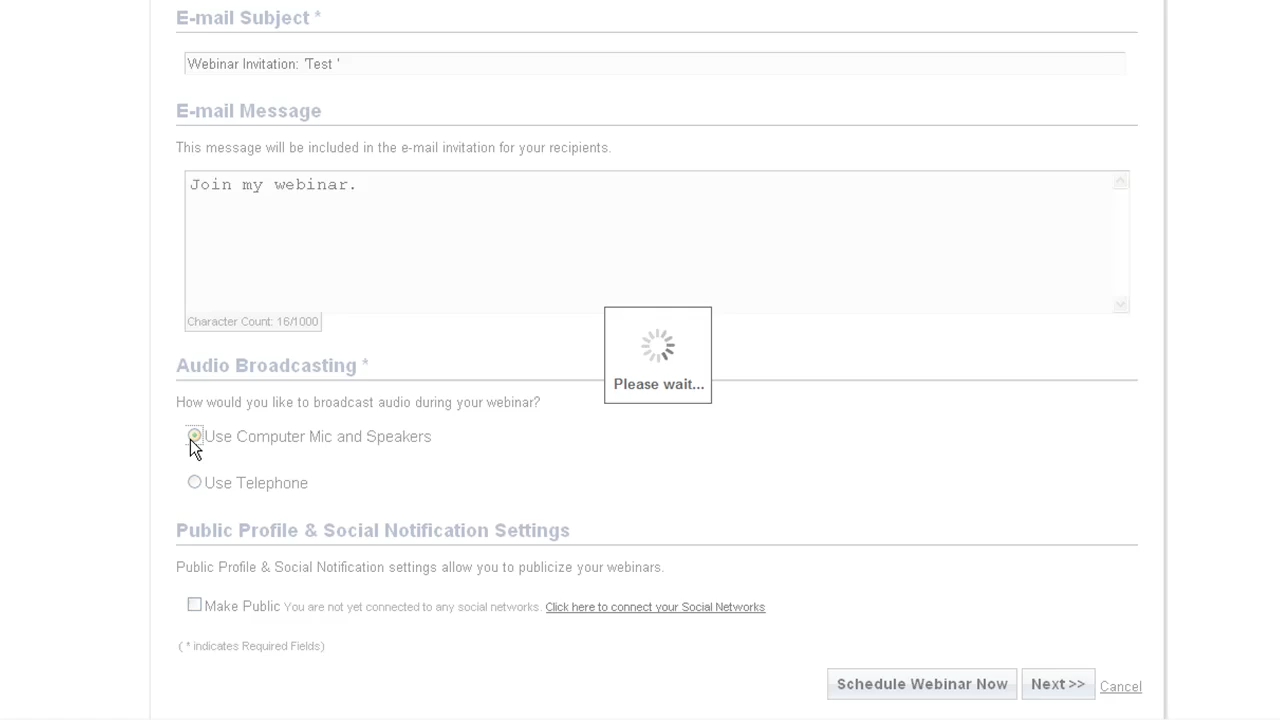 E-mail Subject *
Webinar Invitation: 'Test '
E-mail Message
This message will be included in the e-mail invitation for your recipients.
Join my webinar.
Character Count: 16/1000
Please wait...
Audio Broadcasting *
How would you like to broadcast audio during your webinar?
Use Computer Mic and Speakers
Use Telephone
Public Profile & Social Notification Settings
Public Profile & Social Notification settings allow you to publicize your webinars.
Make Public You are not yet connected to any social networks. Click here to connect your Social Networks
( * indicates Required Fields)
Schedule Webinar Now Next >> Cancel